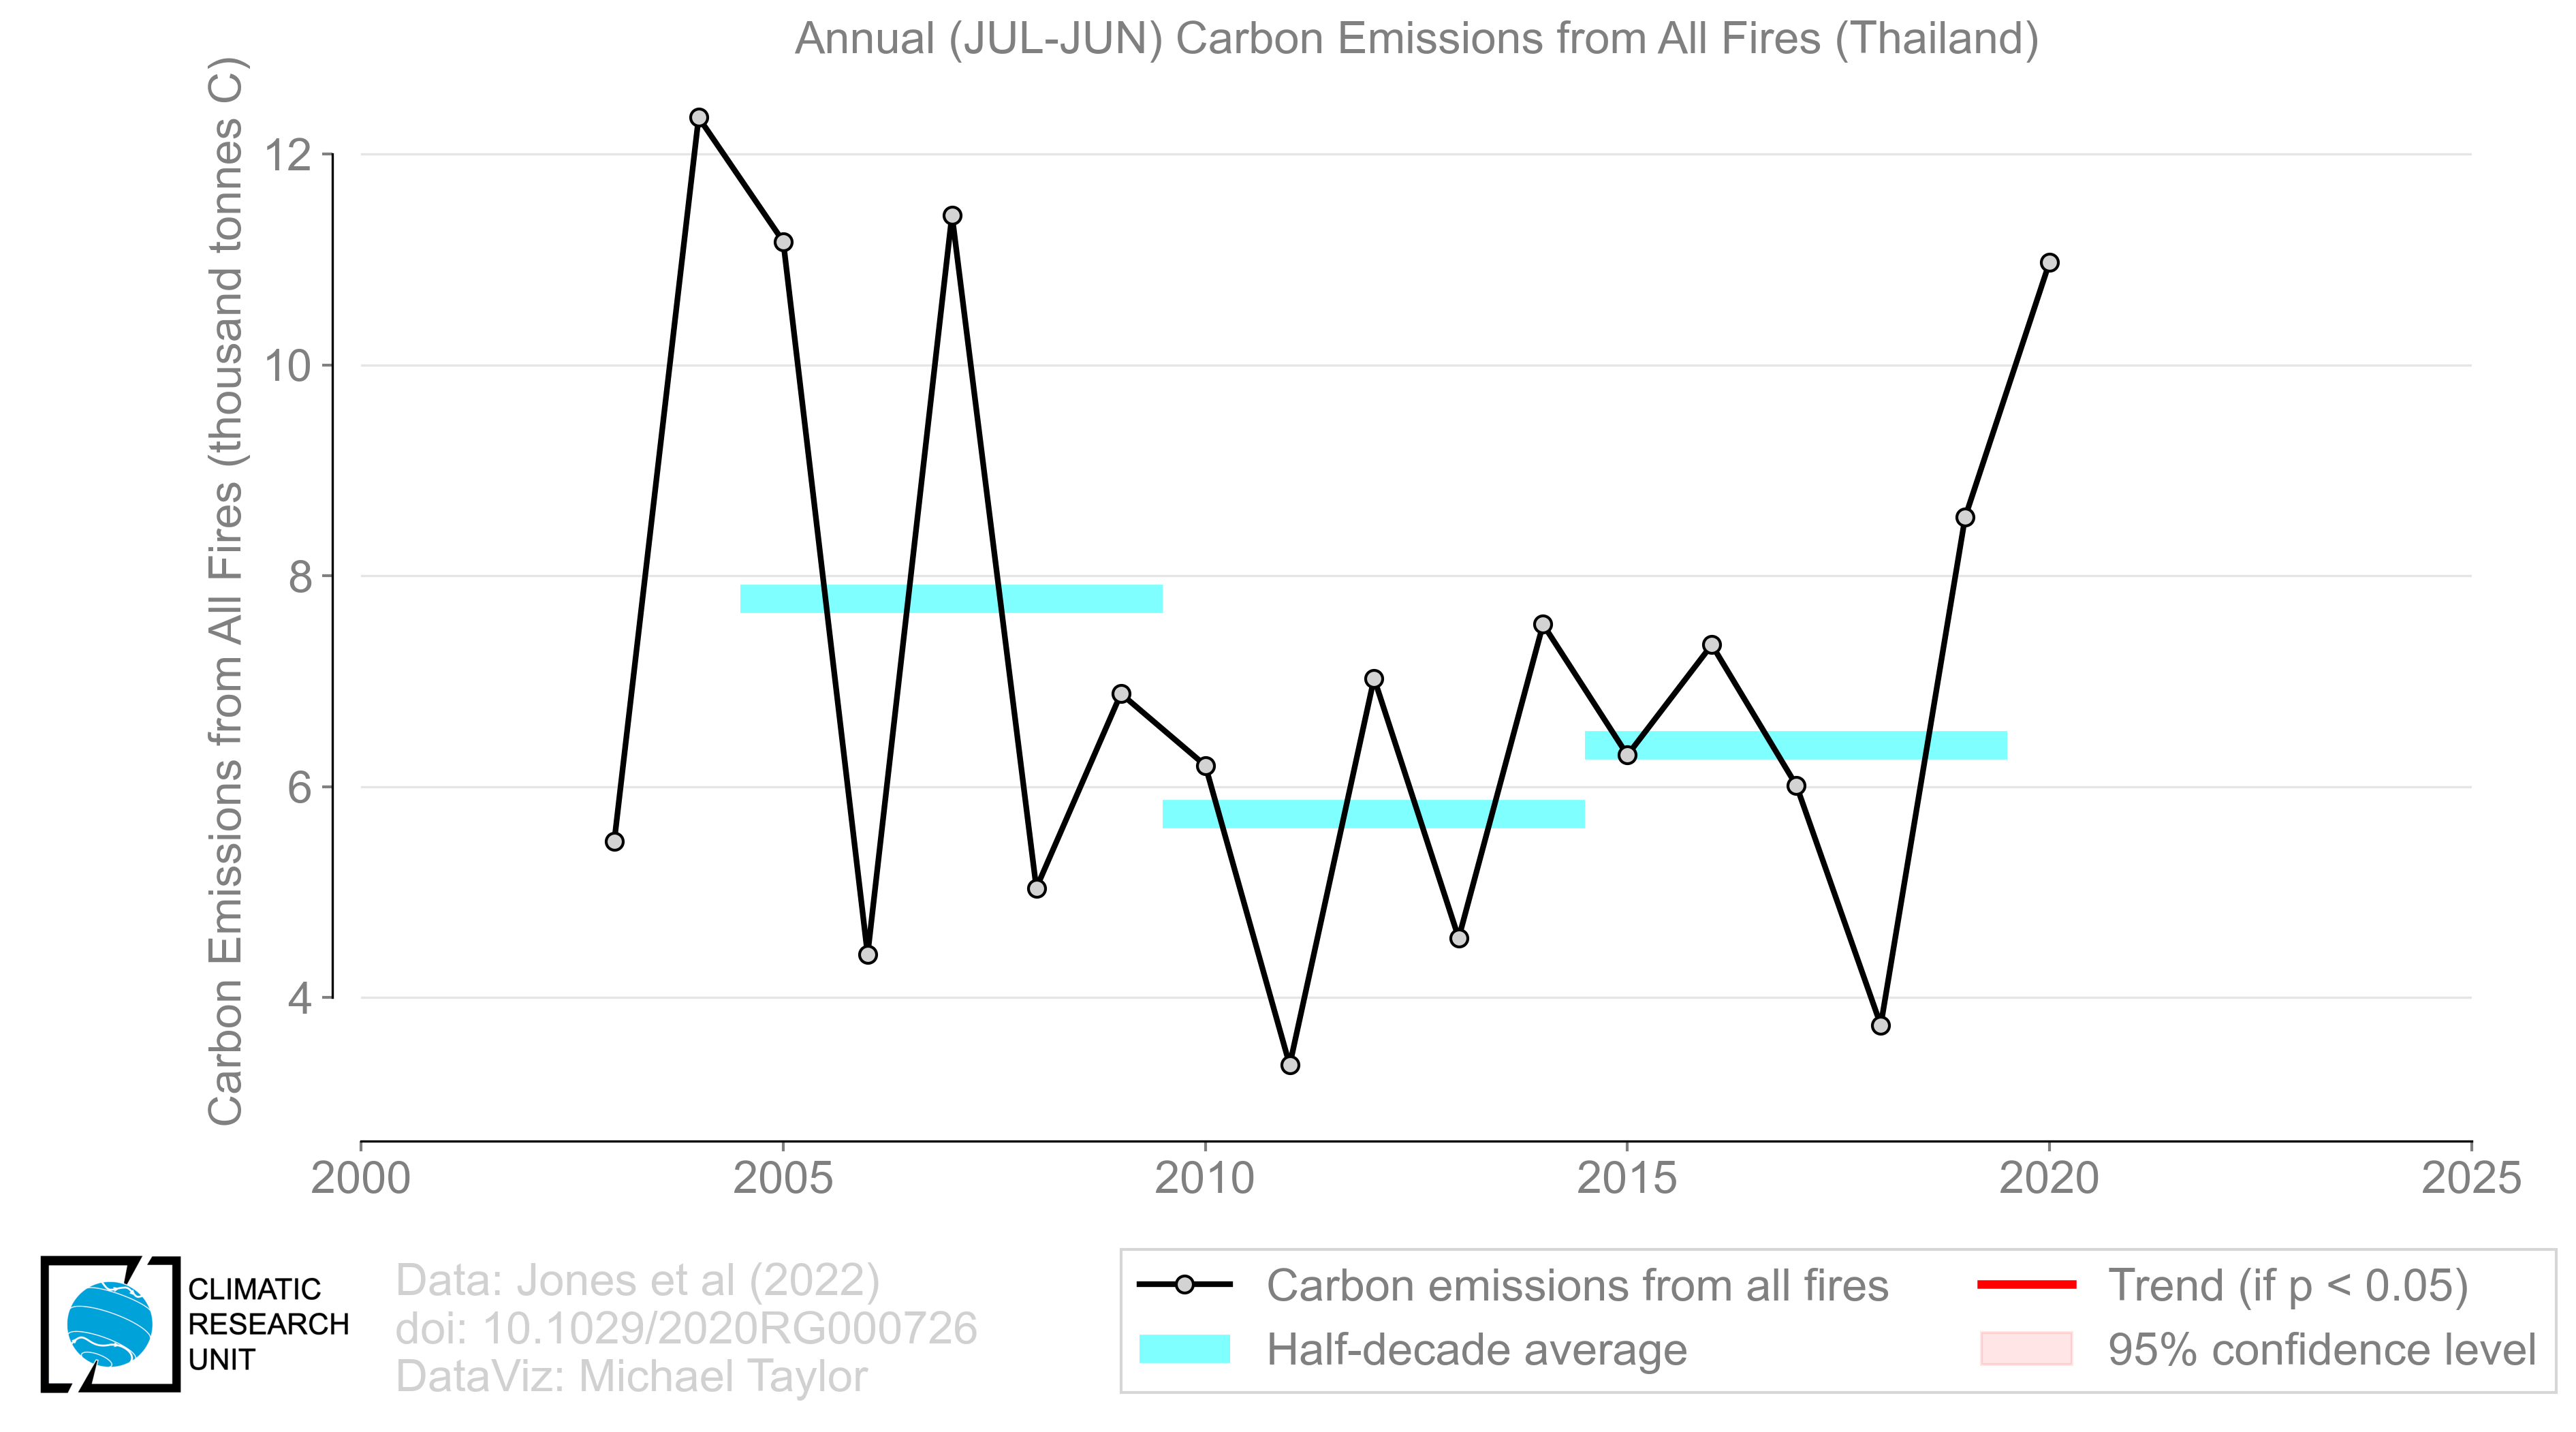 Annual (JUL-JUN) Carbon Emissions from All Fires (Thailand)
Carbon Emissions from All Fires (thousand tonnes C)
12
10
8
6
4
2000
2005
2010
2015
2020
2025
CLIMATIC
RESEARCH
UNIT
Data: Jones et al (2022)
doi: 10.1029/2020RG000726
DataViz: Michael Taylor
Carbon emissions from all fires
Half-decade average
Trend (if p < 0.05)
95% confidence level